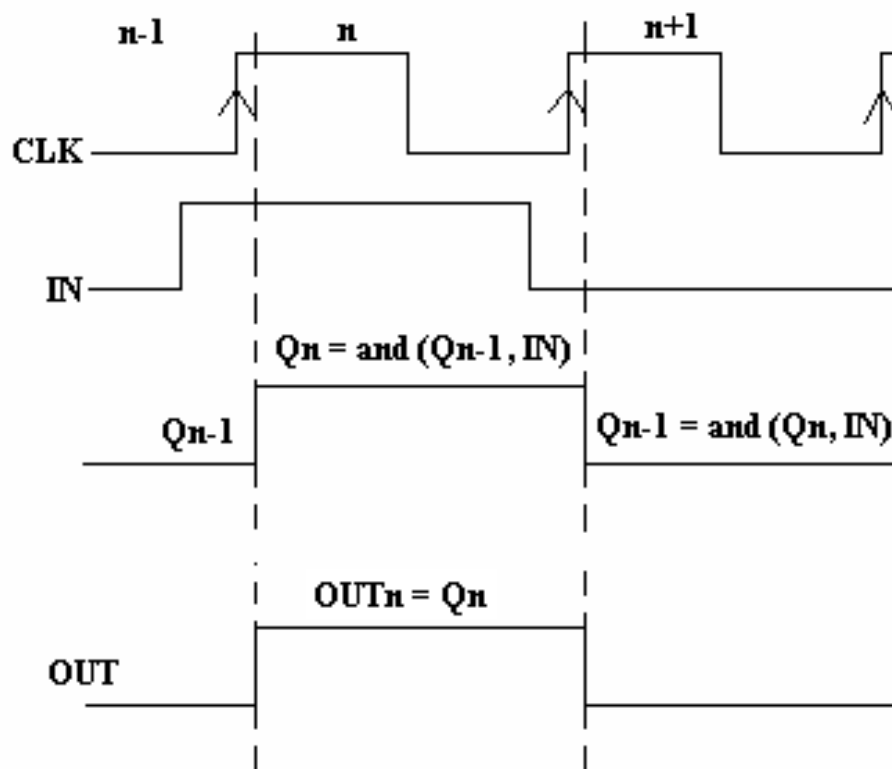 n-1 n n+1
CLK
IN
Qn = and (Qn-1, IN)
Qn-1 Qn-1 = and (Qn, IN)
OUTn = Qn
OUT